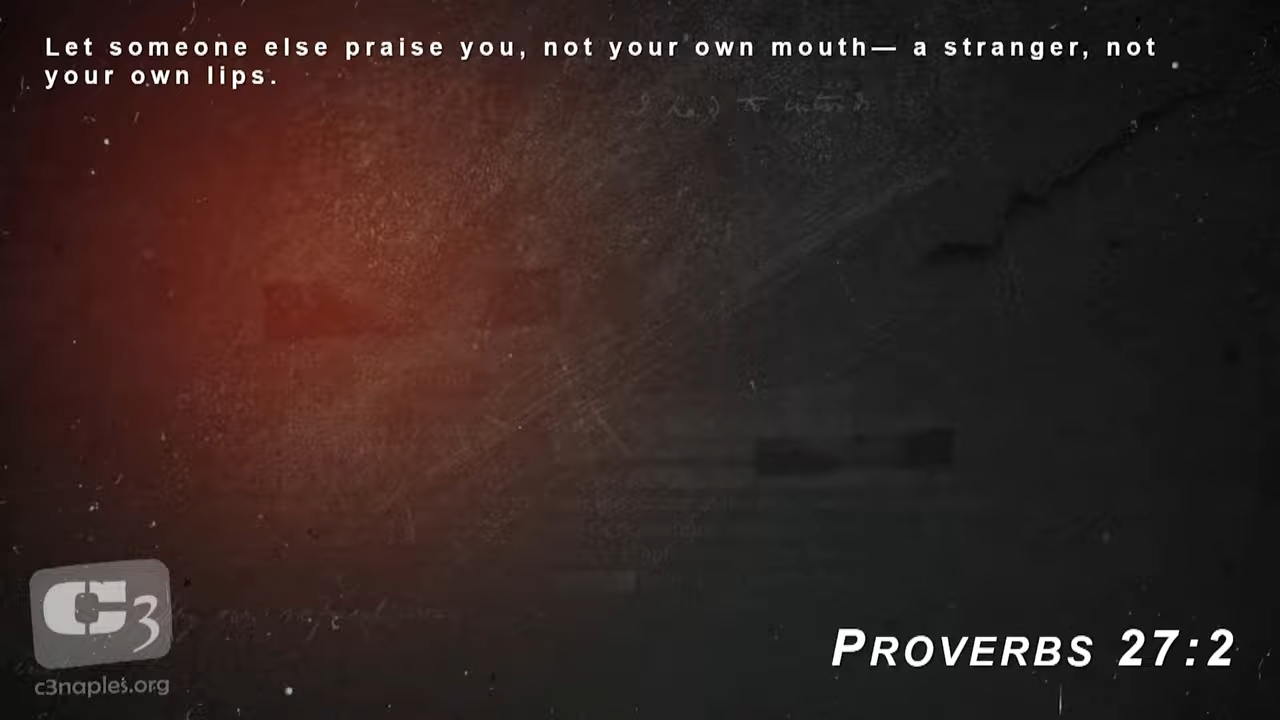 Let someone else praise you, not your own mouth— a stranger, not
your own lips.
C3
c3naples.org
PROVERBS 27:2